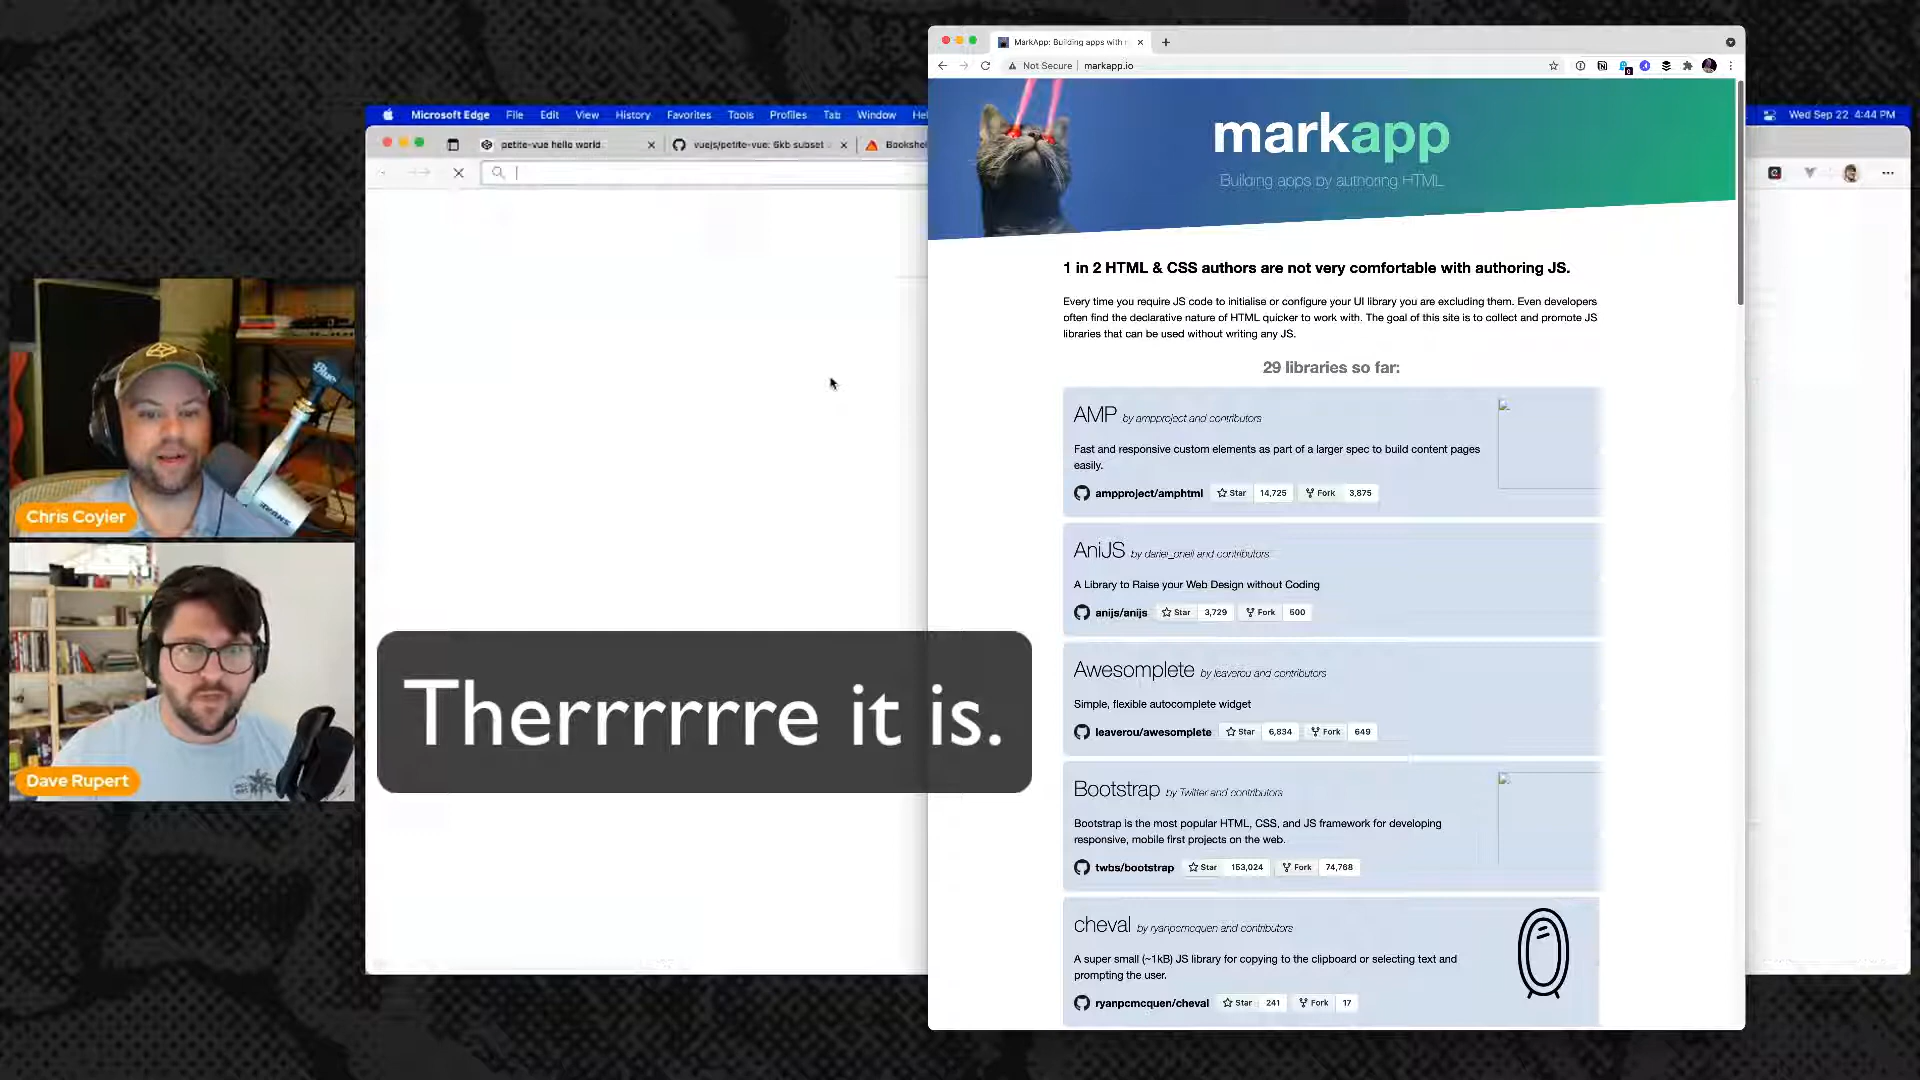 MarkApp: Building apps with
Not Secure
markapp.io
Microsoft Edge File Edit View History Favorites Tools Profiles Tab Window
Wed Sep 22 4:44 PM
petite-vue hello world
vuejs/petite-vue: 6kb subset
markapp
Building apps by authoring HTML
1 in 2 HTML & CSS authors are not very comfortable with authoring JS.
Every time you require JS code to initialise or configure your UI library you are excluding them. Even developers
often find the declarative nature of HTML quicker to work with. The goal of this site is to collect and promote JS
libraries that can be used without writing any JS.
29 libraries so far:
AMP by ampproject and contributors
Fast and responsive custom elements as part of a larger spec to build content pages
easily.
ampproject/amphtml Star 14,725 Fork 3,875
AniJS by dariel_noel and contributors
A Library to Raise your Web Design without Coding
anijs/anijs Star 3,729 Fork 500
Awesomplete by leaverou and contributors
Simple, flexible autocomplete widget
leaverou/awesomplete Star 6,834 Fork 649
Bootstrap by Twitter and contributors
Bootstrap is the most popular HTML, CSS, and JS framework for developing
responsive, mobile first projects on the web.
twbs/bootstrap Star 153,024 Fork 74,768
cheval by ryanpcmcquen and contributors
A super small (~1kB) JS library for copying to the clipboard or selecting text and
prompting the user.
ryanpcmcquen/cheval Star 241 Fork 17
Chris Coyier
Dave Rupert
Blue
Therrrrrre it is.